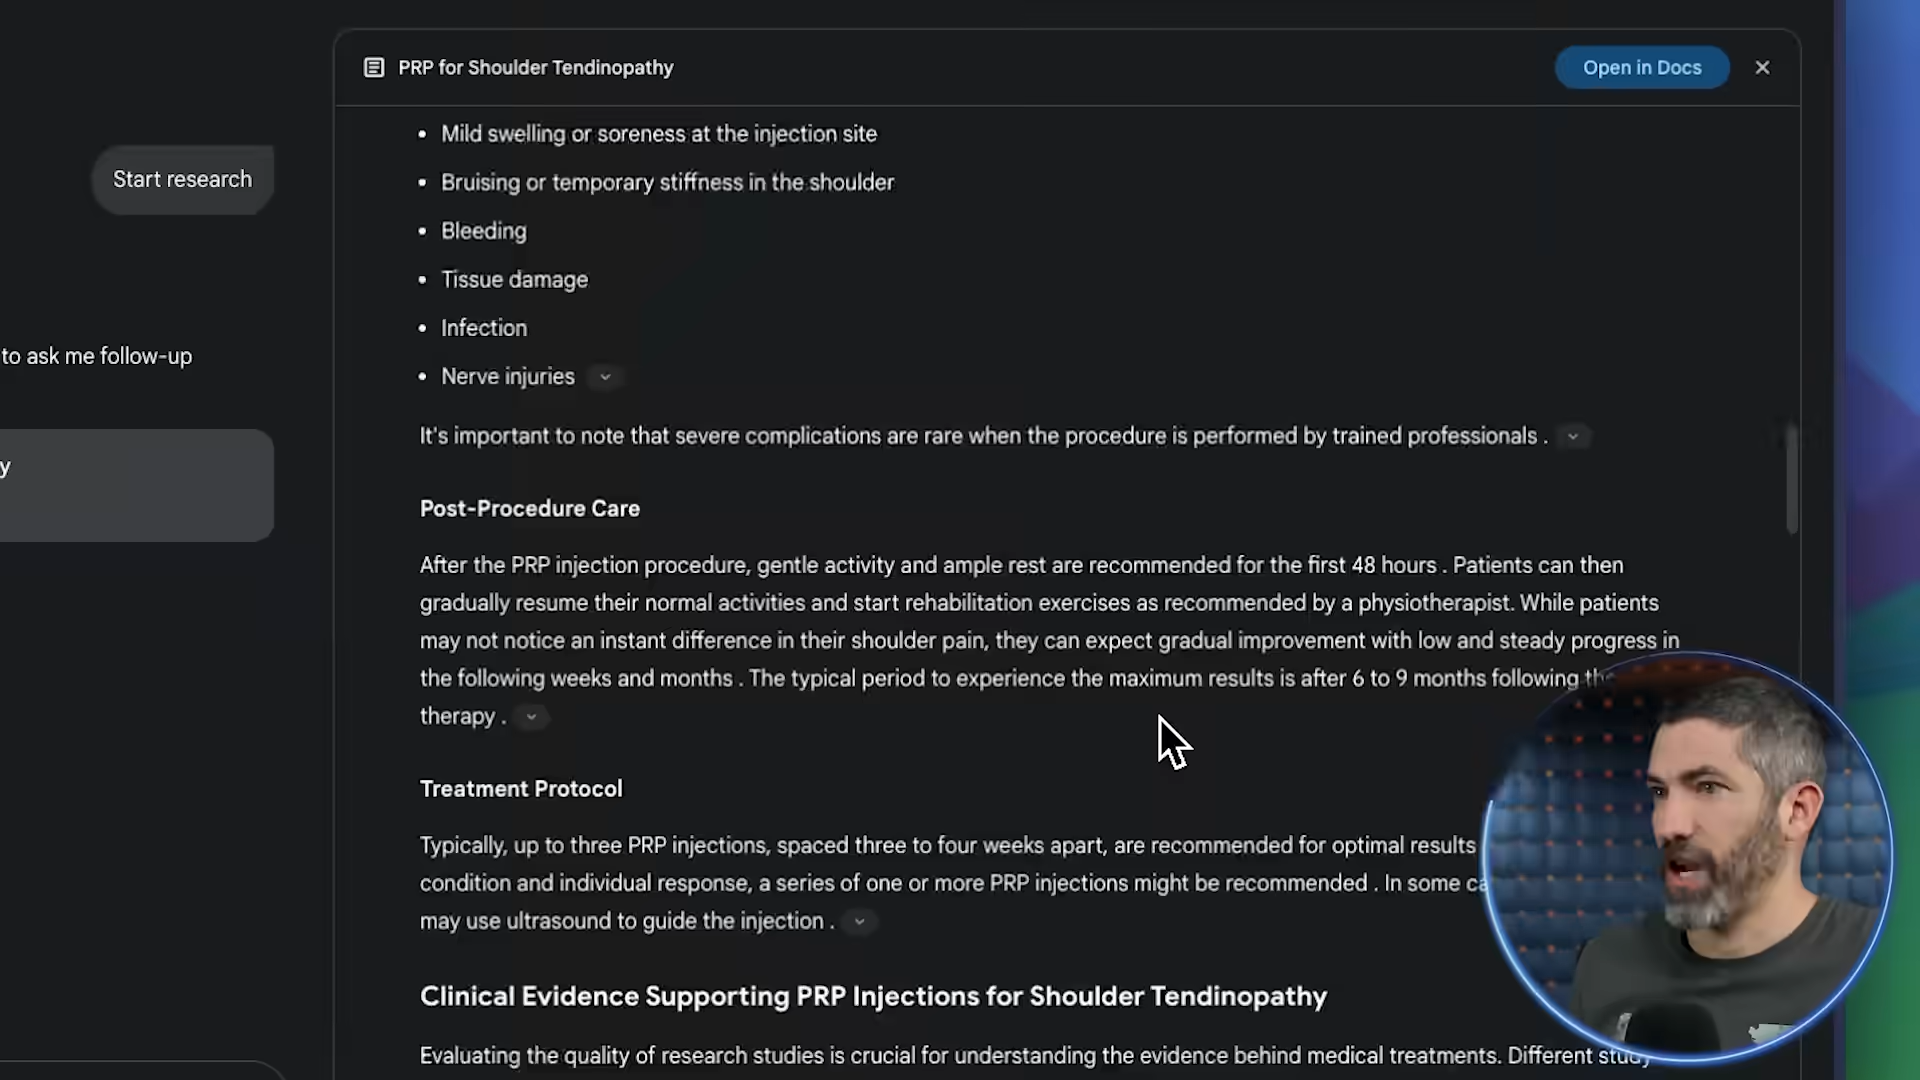 PRP for Shoulder Tendinopathy
Open in Docs
• Mild swelling or soreness at the injection site
Start research
• Bruising or temporary stiffness in the shoulder
• Bleeding
• Tissue damage
• Infection
to ask me follow-up
• Nerve injuries
It's important to note that severe complications are rare when the procedure is performed by trained professionals .
y
Post-Procedure Care
After the PRP injection procedure, gentle activity and ample rest are recommended for the first 48 hours . Patients can then
gradually resume their normal activities and start rehabilitation exercises as recommended by a physiotherapist. While patients
may not notice an instant difference in their shoulder pain, they can expect gradual improvement with low and steady progress in
the following weeks and months . The typical period to experience the maximum results is after 6 to 9 months following
therapy .
Treatment Protocol
Typically, up to three PRP injections, spaced three to four weeks apart, are recommended for optimal results
condition and individual response, a series of one or more PRP injections might be recommended . In some
may use ultrasound to guide the injection .
Clinical Evidence Supporting PRP Injections for Shoulder Tendinopathy
Evaluating the quality of research studies is crucial for understanding the evidence behind medical treatments. Different study